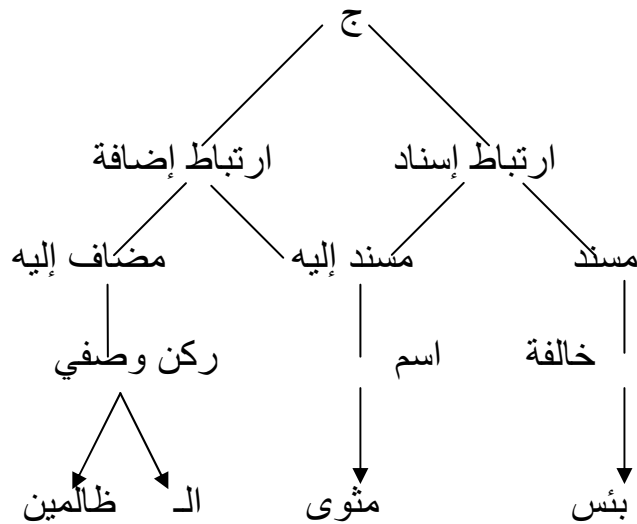 ج
ارتباط إسناد ارتباط إضافة
مسند مسند إليه مضاف إليه
خالفة اسم ركن وصفي
بئس مثوى الـ ظالمين